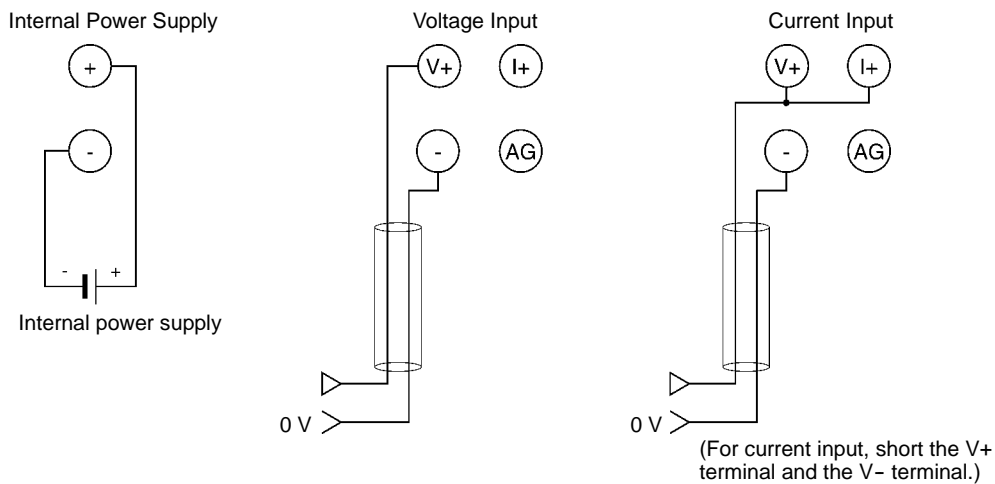 Internal Power Supply
+
-
- +
Internal power supply
Voltage Input
V+ I+
- AG
0 V
Current Input
V+ I+
- AG
0 V
(For current input, short the V+
terminal and the V− terminal.)